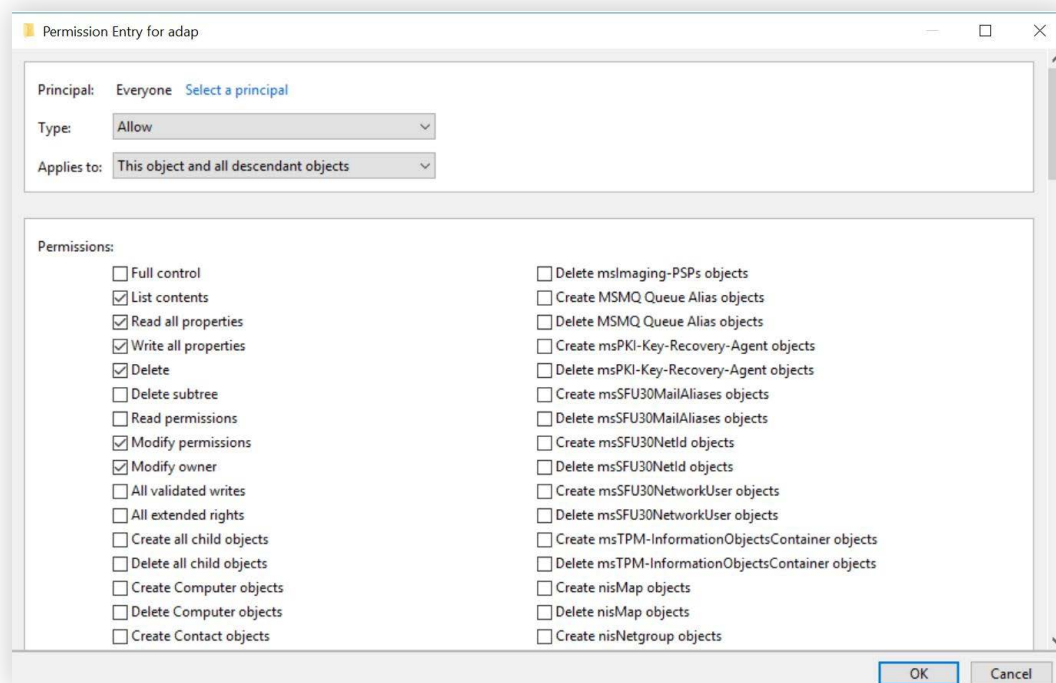 Permission Entry for adap
Principal: Everyone Select a principal
Type: Allow
Applies to: This object and all descendant objects
Permissions:
Full control
List contents
Read all properties
Write all properties
Delete
Delete subtree
Read permissions
Modify permissions
Modify owner
All validated writes
All extended rights
Create all child objects
Delete all child objects
Create Computer objects
Delete Computer objects
Create Contact objects
Delete msImaging-PSPs objects
Create MSMQ Queue Alias objects
Delete MSMQ Queue Alias objects
Create msPKI-Key-Recovery-Agent objects
Delete msPKI-Key-Recovery-Agent objects
Create msSFU30MailAliases objects
Delete msSFU30MailAliases objects
Create msSFU30NetId objects
Delete msSFU30NetId objects
Create msSFU30NetworkUser objects
Delete msSFU30NetworkUser objects
Create msTPM-InformationObjectsContainer objects
Delete msTPM-InformationObjectsContainer objects
Create nisMap objects
Delete nisMap objects
Create nisNetgroup objects
OK Cancel